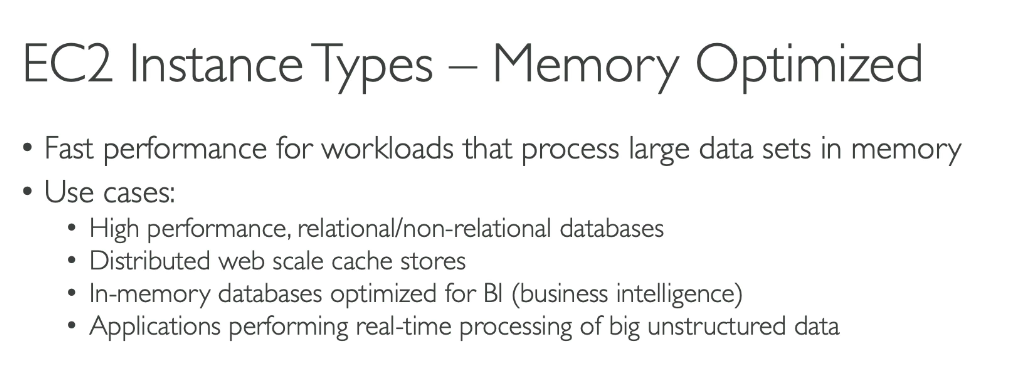 EC2 Instance Types – Memory Optimized
• Fast performance for workloads that process large data sets in memory
• Use cases:
• High performance, relational/non-relational databases
• Distributed web scale cache stores
• In-memory databases optimized for BI (business intelligence)
• Applications performing real-time processing of big unstructured data